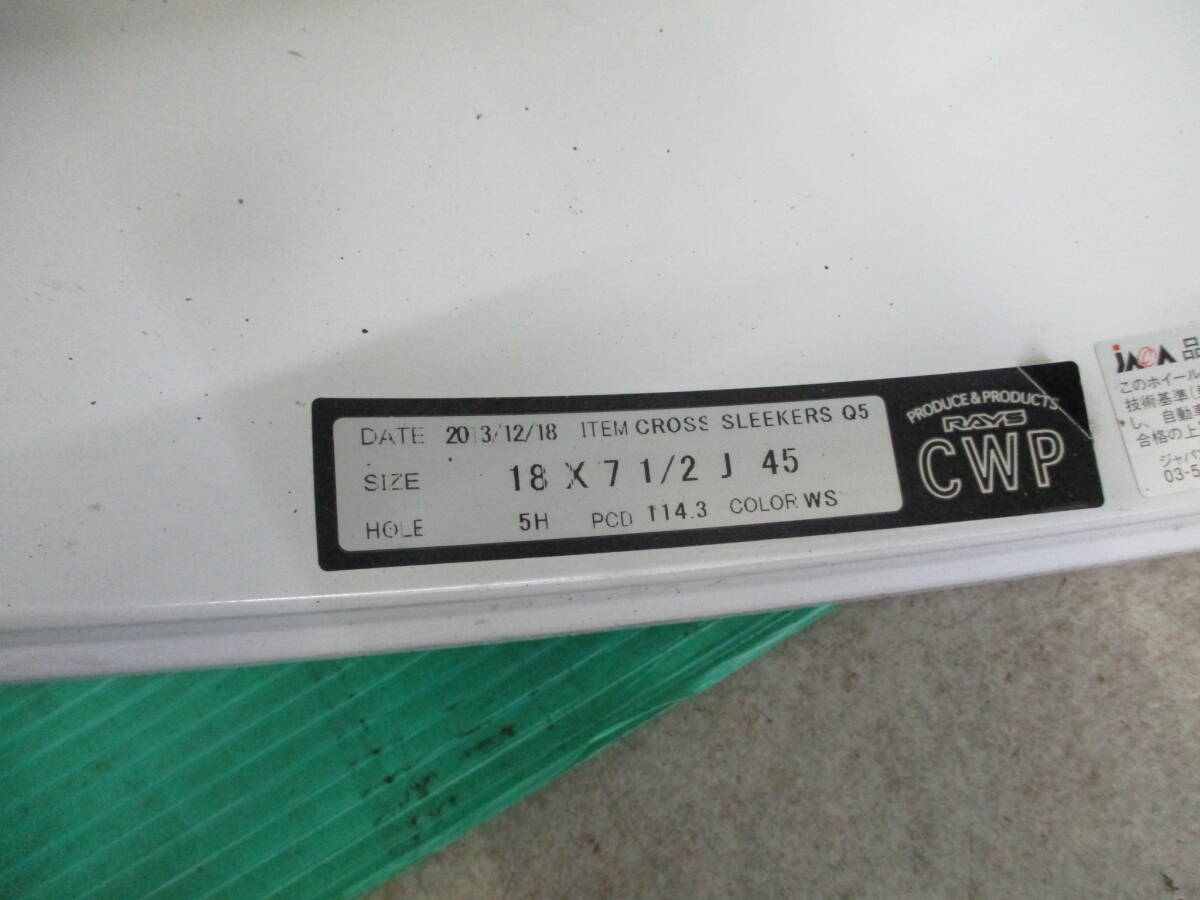 DATE 2013/12/18 ITEM CROSS SLEEKERS Q5
SIZE 18 X 7 1/2 J 45
HOLE 5H PCD 114.3 COLOR WS
PRODUCE & PRODUCTS
RAYS
CWP
JAWA 品
このホイール
技術基準(
し、自動
合格の上
ジャパ
03-5